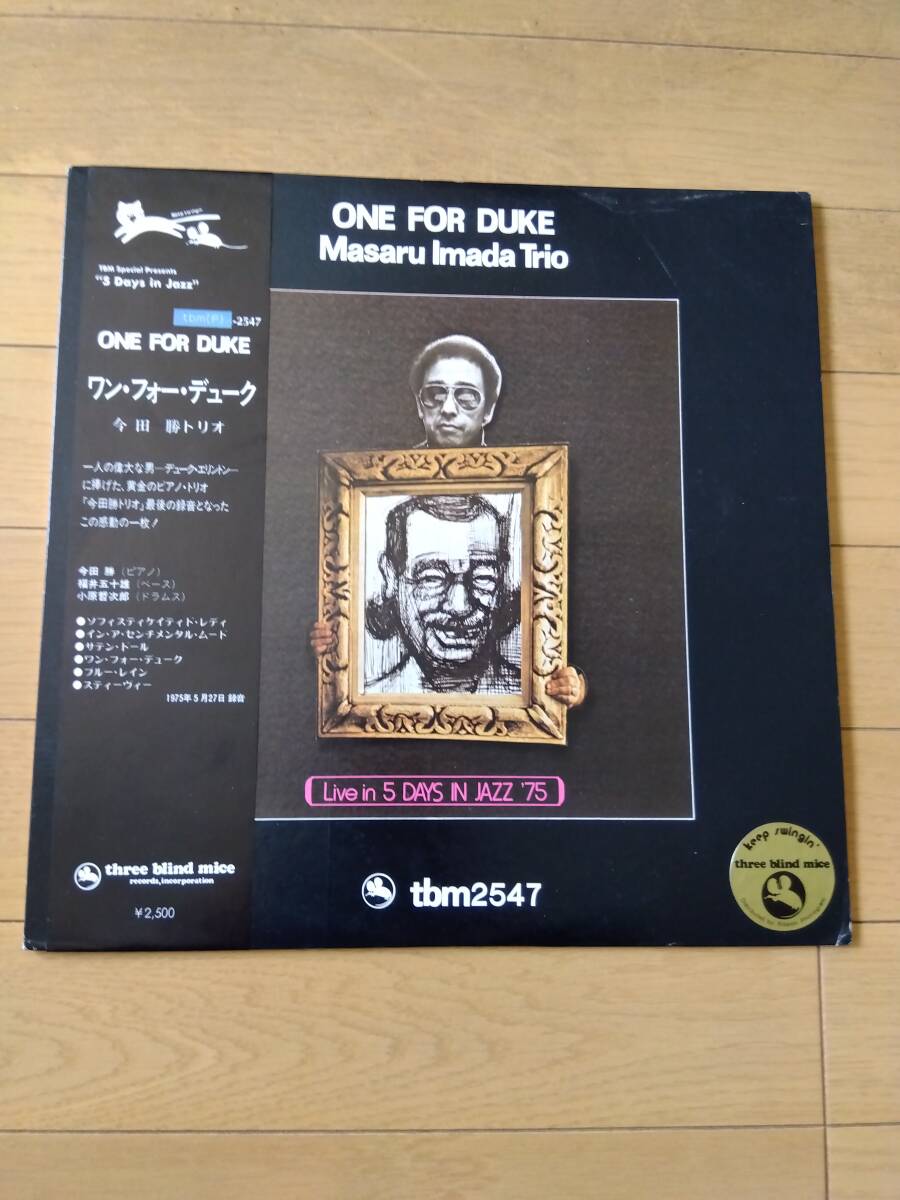 TBM Special Presents
"5 Days in Jazz"
tbm(P)-2547
ONE FOR DUKE
ワン・フォー・デューク
今田 勝トリオ
一人の偉大な男―デューク・エリントン―
に捧げた、黄金のピアノ・トリオ
「今田勝トリオ」最後の録音となった
この感動の一枚!
今田 勝(ピアノ)
福井五十雄(ベース)
小原哲次郎(ドラムス)
●ソフィスティケイティド・レディ
●イン・ア・センチメンタル・ムード
●サテン・ドール
●ワン・フォー・デューク
●ブルー・レイン
●スティーヴィー
1975年5月27日 録音
three blind mice
records, incorporation
¥2,500
ONE FOR DUKE
Masaru Imada Trio
Live in 5 DAYS IN JAZZ '75
tbm2547
keep swingin'
three blind mice